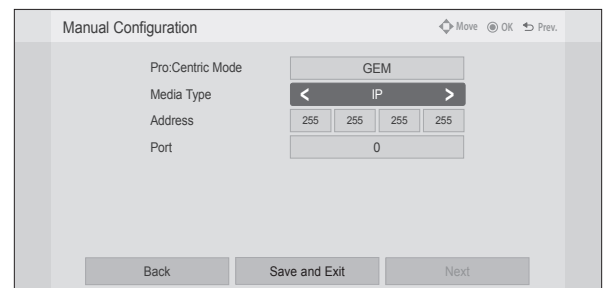 Manual Configuration Move OK Prev.
Pro:Centric Mode GEM
Media Type < IP >
Address 255 255 255 255
Port 0
Back Save and Exit Next